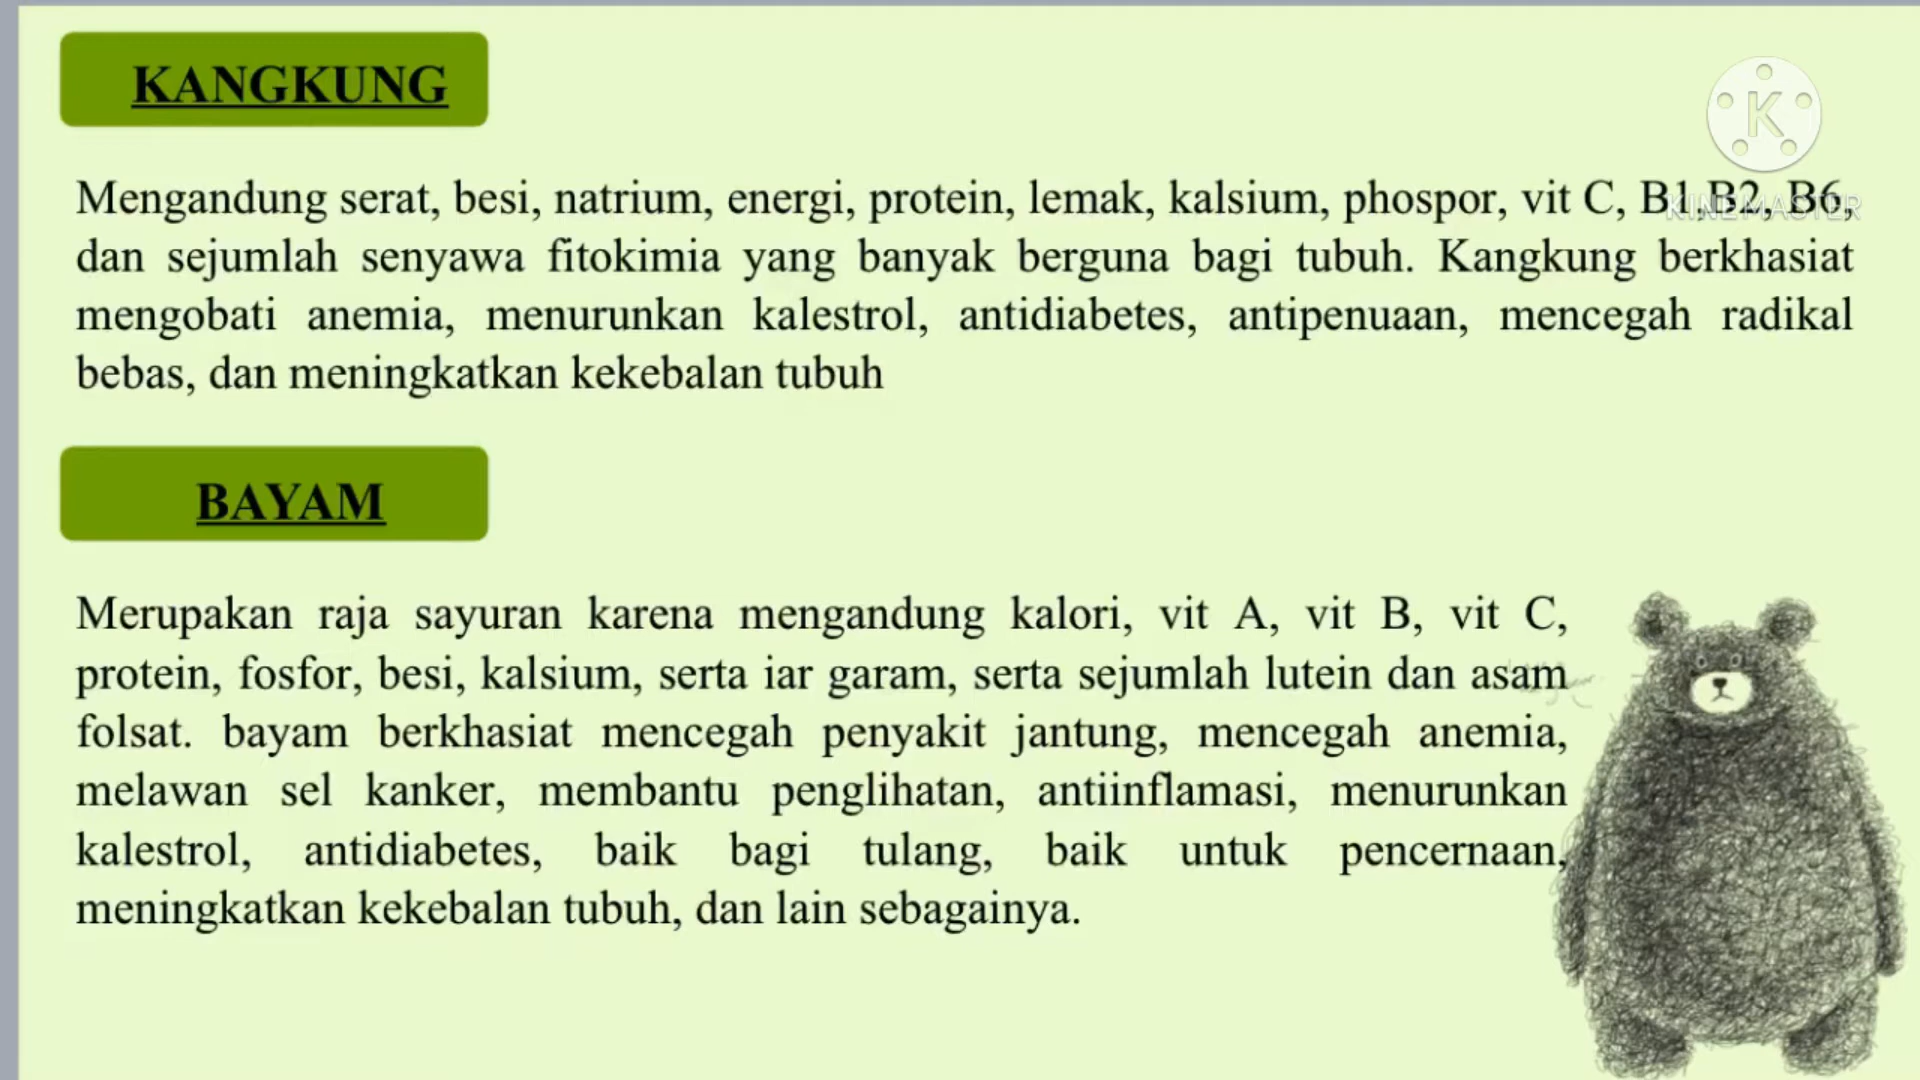 KANGKUNG
K
KINEMASTER
Mengandung serat, besi, natrium, energi, protein, lemak, kalsium, phospor, vit C, B1,B2, B6,
dan sejumlah senyawa fitokimia yang banyak berguna bagi tubuh. Kangkung berkhasiat
mengobati anemia, menurunkan kalestrol, antidiabetes, antipenuaan, mencegah radikal
bebas, dan meningkatkan kekebalan tubuh
BAYAM
Merupakan raja sayuran karena mengandung kalori, vit A, vit B, vit C,
protein, fosfor, besi, kalsium, serta iar garam, serta sejumlah lutein dan asam
folsat. bayam berkhasiat mencegah penyakit jantung, mencegah anemia,
melawan sel kanker, membantu penglihatan, antiinflamasi, menurunkan
kalestrol, antidiabetes, baik bagi tulang, baik untuk pencernaan,
meningkatkan kekebalan tubuh, dan lain sebagainya.